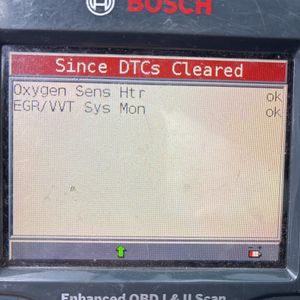 BOSCH
Since DTCs Cleared
Oxygen Sens Htr ok
EGR/VVT Sys Mon ok
Enhanced OBD I & II Scan